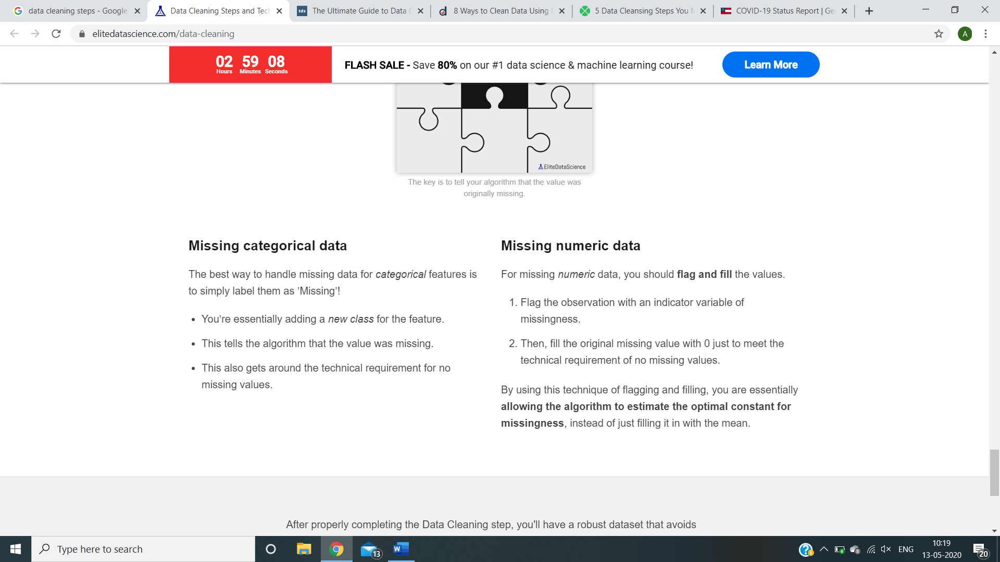 data cleaning steps - Google
Data Cleaning Steps and Tech
tds
The Ultimate Guide to Data
8 Ways to Clean Data Using
5 Data Cleansing Steps You
COVID-19 Status Report | Ge
elitedatascience.com/data-cleaning
A
02 59 08
Hours Minutes Seconds
FLASH SALE - Save 80% on our #1 data science & machine learning course!
Learn More
EliteDataScience
The key is to tell your algorithm that the value was
originally missing.
Missing categorical data
The best way to handle missing data for categorical features is
to simply label them as ’Missing’!
• You’re essentially adding a new class for the feature.
• This tells the algorithm that the value was missing.
• This also gets around the technical requirement for no
missing values.
Missing numeric data
For missing numeric data, you should flag and fill the values.
1. Flag the observation with an indicator variable of
missingness.
2. Then, fill the original missing value with 0 just to meet the
technical requirement of no missing values.
By using this technique of flagging and filling, you are essentially
allowing the algorithm to estimate the optimal constant for
missingness, instead of just filling it in with the mean.
After properly completing the Data Cleaning step, you'll have a robust dataset that avoids
Type here to search
13
W
ENG
10:19
13-05-2020
20